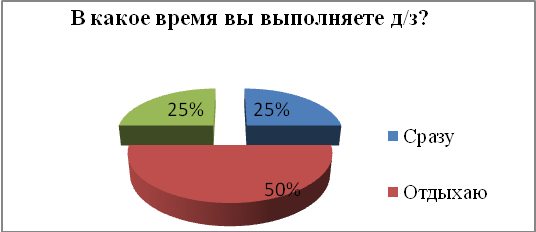 В какое время вы выполняете д/з?
25% 25%
Сразу
50%
Отдыхаю